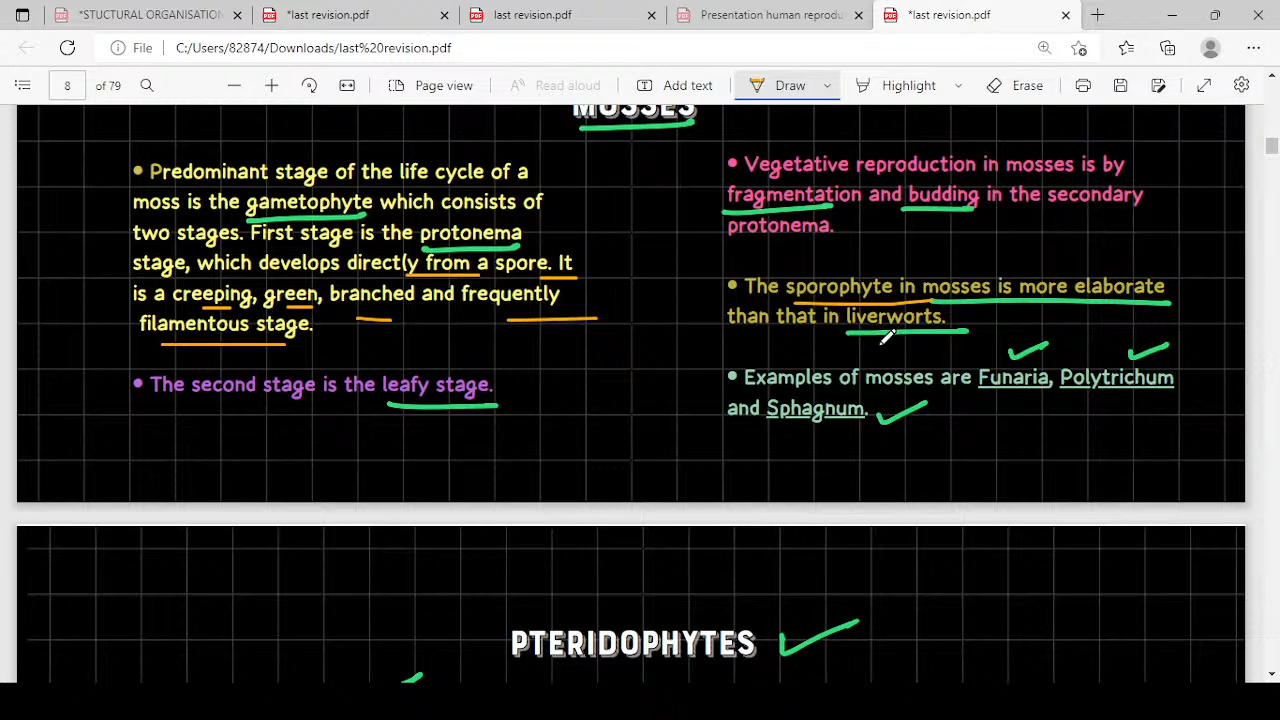 *STUCTURAL ORGANISATION
*last revision.pdf
last revision.pdf
Presentation human reprodu
*last revision.pdf
File
C:/Users/82874/Downloads/last%20revision.pdf
8
of 79
Page view
Read aloud
Add text
Draw
Highlight
Erase
MOSSES
• Predominant stage of the life cycle of a
moss is the gametophyte which consists of
two stages. First stage is the protonema
stage, which develops directly from a spore. It
is a creeping, green, branched and frequently
filamentous stage.
• The second stage is the leafy stage.
• Vegetative reproduction in mosses is by
fragmentation and budding in the secondary
protonema.
• The sporophyte in mosses is more elaborate
than that in liverworts.
• Examples of mosses are Funaria, Polytrichum
and Sphagnum.
PTERIDOPHYTES